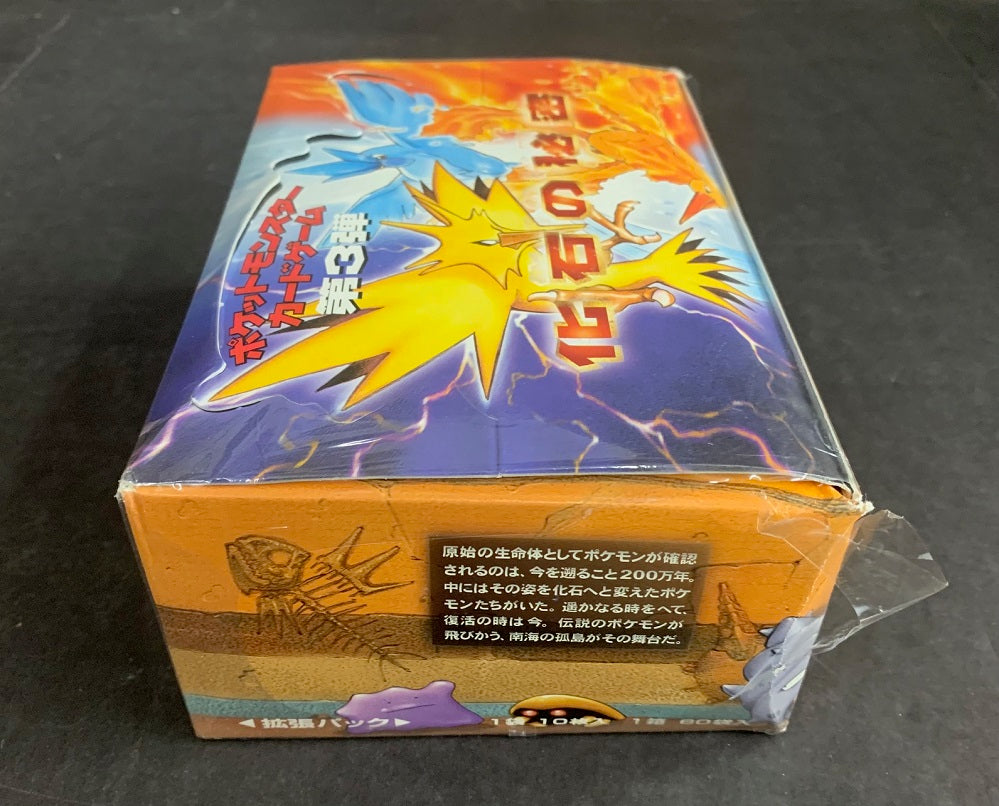 ポケットモンスター
カードゲーム
第3弾
化石の秘密
原始の生命体としてポケモンが確認
されるのは、今を遡ること200万年。
中にはその姿を化石へと変えたポケ
モンたちがいた。遥かなる時をへて、
復活の時は今。伝説のポケモンが
飛びかう、南海の孤島がその舞台だ。
◀拡張パック▶
1袋 10枚入 1箱 60袋入